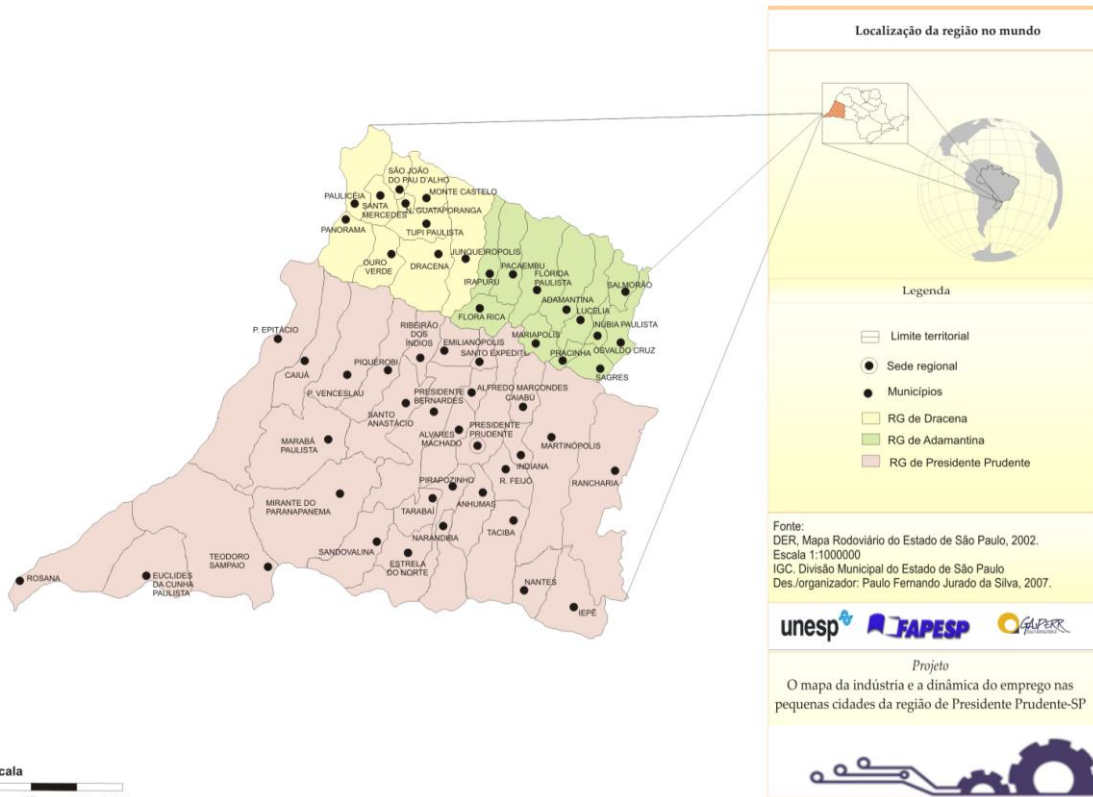 Localização da região no mundo
SÃO JOÃO
DO PAU D'ALHO
PAULICÉIA
MONTE CASTELO
SANTA
MERCEDES
N. GUATAPORANGA
PANORAMA
TUPI PAULISTA
OURO
VERDE
DRACENA
JUNQUEIROPOLIS
IRAPURU
PACAEMBU
FLÓRIDA
PAULISTA
SALMORÃO
ADAMANTINA
LUCÉLIA
FLORA RICA
INÚBIA PAULISTA
MARIAPOLIS
OSVALDO CRUZ
PRACINHA
SAGRES
P. EPITÁCIO
RIBEIRÃO
DOS
ÍNDIOS
EMILIANÓPOLIS
SANTO EXPEDITO
CAIUÁ
PIQUEROBI
P. VENCESLAU
PRESIDENTE
BERNARDES
ALFREDO MARCONDES
CAIABÚ
SANTO
ANASTÁCIO
ALVARES
MACHADO
PRESIDENTE
PRUDENTE
MARTINÓPOLIS
MARABÁ
PAULISTA
INDIANA
R. FEIJÓ
RANCHARIA
PIRAPOZINHO
ANHUMAS
TARABAÍ
MIRANTE DO
PARANAPANEMA
TACIBA
NARANDIBA
SANDOVALINA
ESTRELA
DO NORTE
TEODORO
SAMPAIO
ROSANA
EUCLIDES
DA CUNHA
PAULISTA
NANTES
IEPÊ
Legenda
Limite territorial
Sede regional
Municípios
RG de Dracena
RG de Adamantina
RG de Presidente Prudente
Fonte:
DER, Mapa Rodoviário do Estado de São Paulo, 2002.
Escala 1:1000000
IGC. Divisão Municipal do Estado de São Paulo
Des./organizador: Paulo Fernando Jurado da Silva, 2007.
unesp FAPESP GAsPERR
Projeto
O mapa da indústria e a dinâmica do emprego nas
pequenas cidades da região de Presidente Prudente-SP
cala